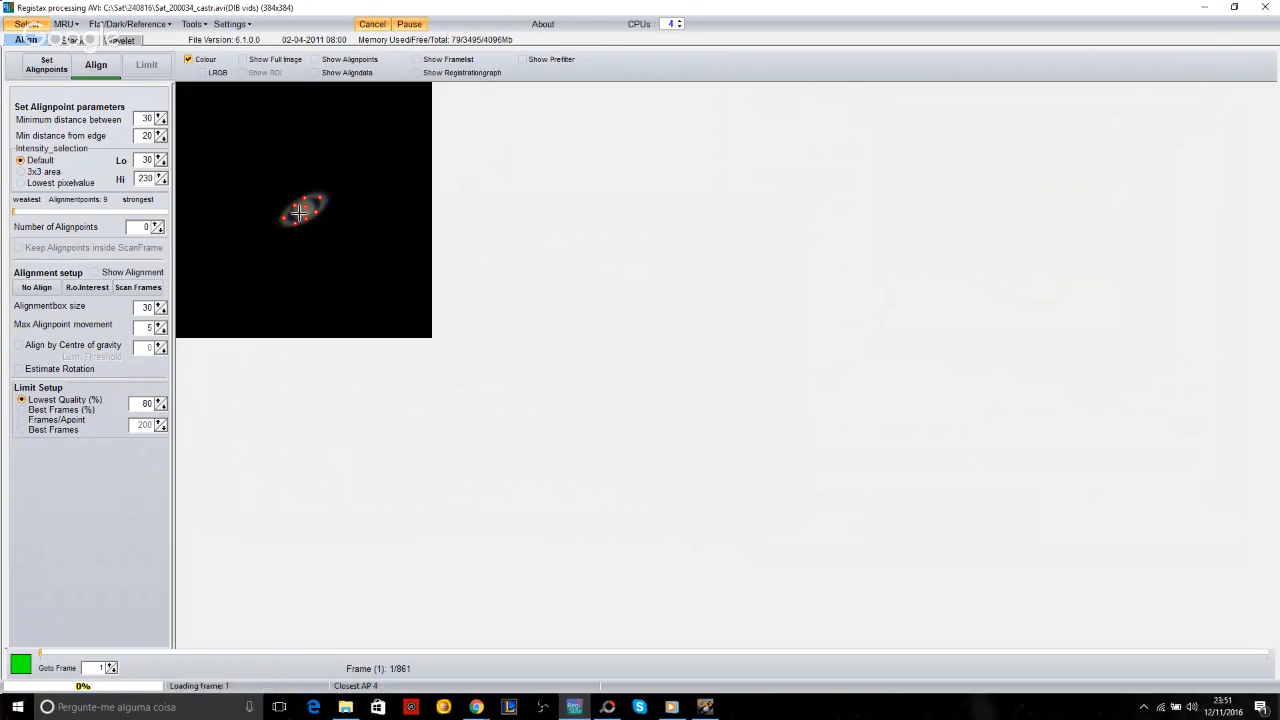 Registax processing AVI: C:\Sat\240816\Sat_200034_castr.avi(DIB vids) (384x384)
Select MRU Flat/Dark/Reference Tools Settings Cancel Pause About CPUs: 4
Align Wavelet File Version: 6.1.0.0 02-04-2011 08:00 Memory Used/Free/Total: 79/3495/4096Mb
Set Alignpoints Align Limit
Colour Show Full Image Show Alignpoints Show Framelist Show Prefilter
LRGB Show ROI Show Aligndata Show Registrationgraph
Set Alignpoint parameters
Minimum distance between 30
Min distance from edge 20
Intensity_selection
Default Lo 30
3x3 area
Lowest pixelvalue Hi 230
weakest Alignmentpoints: 9 strongest
Number of Alignpoints 0
Keep Alignpoints inside ScanFrame
Alignment setup Show Alignment
No Align R.o.Interest Scan Frames
Alignmentbox size 30
Max Alignpoint movement 5
Align by Centre of gravity 0
Lum. Threshold
Estimate Rotation
Limit Setup
Lowest Quality (%) 80
Best Frames (%)
Frames/Apoint 200
Best Frames
Goto Frame 1 Frame (1): 1/861
0% Loading frame: 1 Closest AP 4
Pergunte-me alguma coisa
23:51
12/11/2016